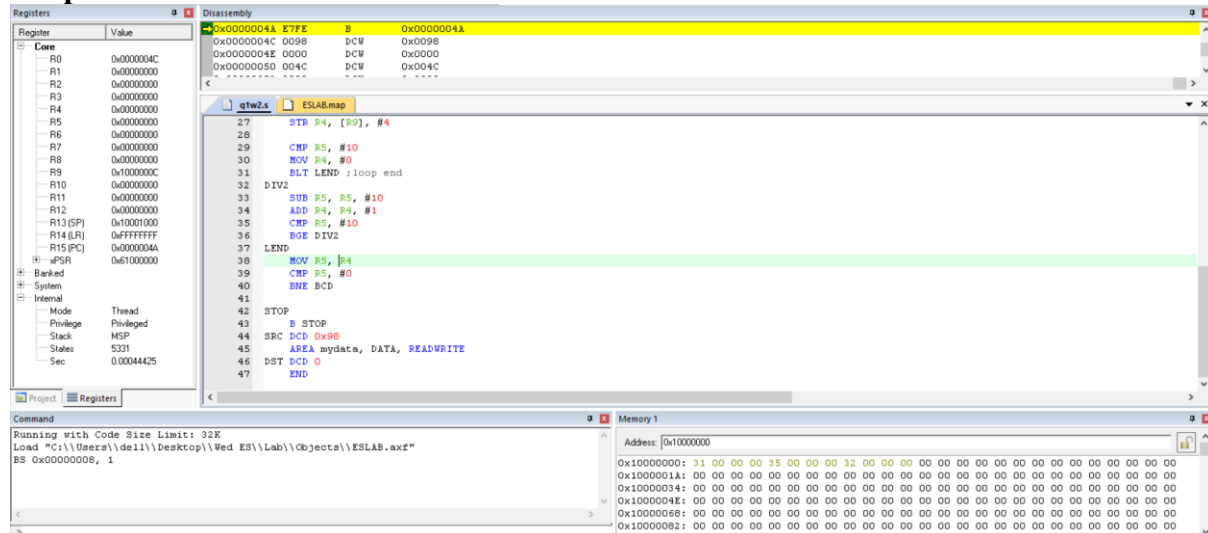 Registers
Register Value
Core
R0 0x0000004C
R1 0x00000000
R2 0x00000000
R3 0x00000000
R4 0x00000000
R5 0x00000000
R6 0x00000000
R7 0x00000000
R8 0x00000000
R9 0x1000000C
R10 0x00000000
R11 0x00000000
R12 0x00000000
R13 (SP) 0x10001000
R14 (LR) 0xFFFFFFFF
R15 (PC) 0x0000004A
xPSR 0x61000000
Banked
System
Internal
Mode Thread
Privilege Privileged
Stack MSP
States 5331
Sec 0.00044425
Project Registers
Disassembly
0x0000004A E7FE B 0x0000004A
0x0000004C 0098 DCW 0x0098
0x0000004E 0000 DCW 0x0000
0x00000050 004C DCW 0x004C
q1w2.s ESLAB.map
27 STR R4, [R9], #4
28
29 CMP R5, #10
30 MOV R4, #0
31 BLT LEND ;loop end
32 DIV2
33 SUB R5, R5, #10
34 ADD R4, R4, #1
35 CMP R5, #10
36 BGE DIV2
37 LEND
38 MOV R5, R4
39 CMP R5, #0
40 BNE BCD
41
42 STOP
43 B STOP
44 SRC DCD 0x98
45 AREA mydata, DATA, READWRITE
46 DST DCD 0
47 END
Command
Running with Code Size Limit: 32K
Load "C:\\Users\\dell\\Desktop\\Wed ES\\Lab\\Objects\\ESLAB.axf"
BS 0x00000008, 1
>
Memory 1
Address: 0x10000000
0x10000000: 31 00 00 00 35 00 00 00 32 00 00 00 00 00 00 00 00 00 00 00 00 00 00 00 00 00
0x1000001A: 00 00 00 00 00 00 00 00 00 00 00 00 00 00 00 00 00 00 00 00 00 00 00 00 00 00
0x10000034: 00 00 00 00 00 00 00 00 00 00 00 00 00 00 00 00 00 00 00 00 00 00 00 00 00 00
0x1000004E: 00 00 00 00 00 00 00 00 00 00 00 00 00 00 00 00 00 00 00 00 00 00 00 00 00 00
0x10000068: 00 00 00 00 00 00 00 00 00 00 00 00 00 00 00 00 00 00 00 00 00 00 00 00 00 00
0x10000082: 00 00 00 00 00 00 00 00 00 00 00 00 00 00 00 00 00 00 00 00 00 00 00 00 00 00